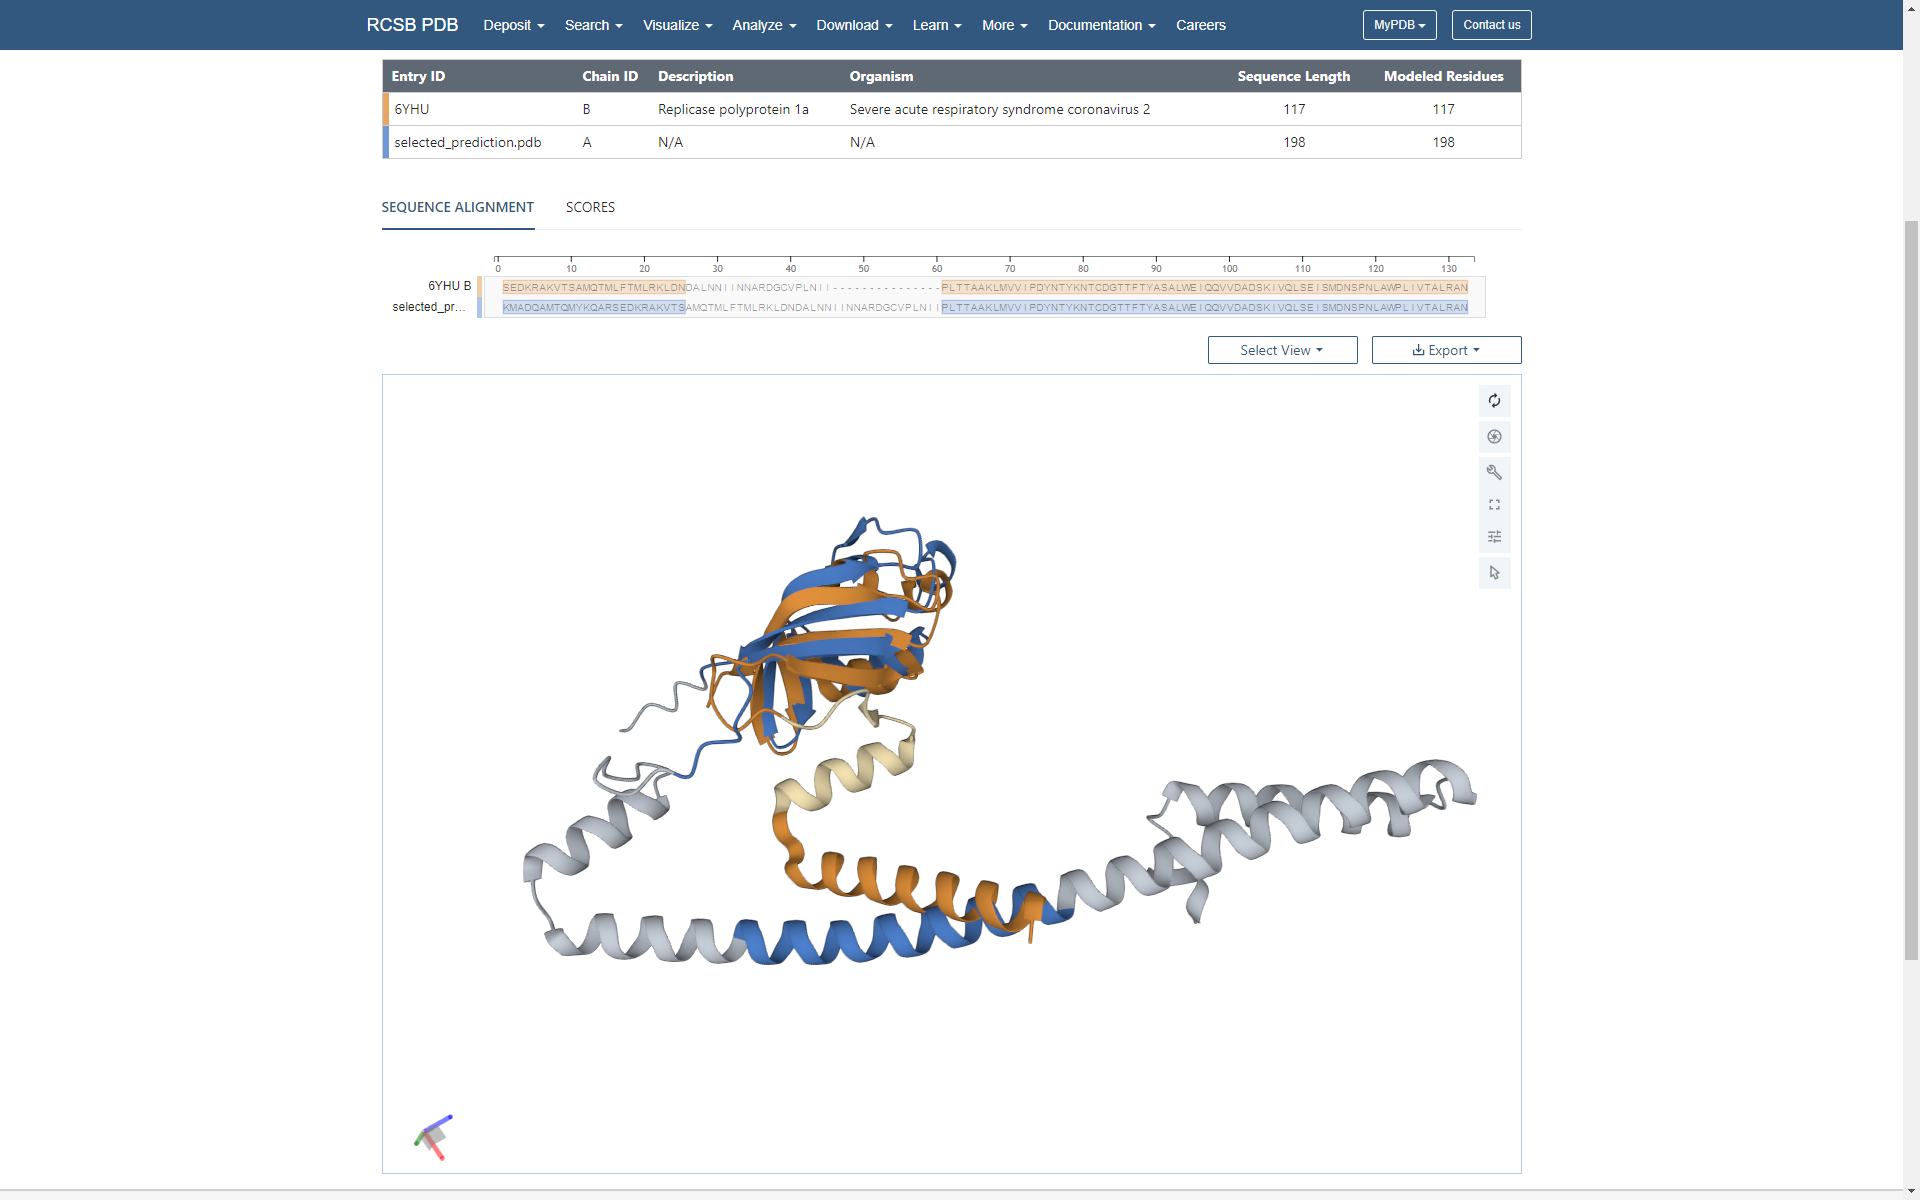 RCSB PDB Deposit Search Visualize Analyze Download Learn More Documentation Careers MyPDB Contact us
Entry ID Chain ID Description Organism Sequence Length Modeled Residues
6YHU B Replicase polyprotein 1a Severe acute respiratory syndrome coronavirus 2 117 117
selected_prediction.pdb A N/A N/A 198 198
SEQUENCE ALIGNMENT SCORES
0 10 20 30 40 50 60 70 80 90 100 110 120 130
6YHU B SEDKRAKVTSAMQTMLFTMLRKLDNDALNNIINNARDGCVPLNII---------------PLTTAAKLMVVIPDYNTYKNTCDGTTFTYASALWEIQQVVDADSKIVQLSEISMDNSPNLAWPLIVTALRAN
selected_pr... KMADQAMTQMYKQARSEDKRAKVTSAMQTMLFTMLRKLDNDALNNIINNARDGCVPLNIIPLTTAAKLMVVIPDYNTYKNTCDGTTFTYASALWEIQQVVDADSKIVQLSEISMDNSPNLAWPLIVTALRAN
Select View Export